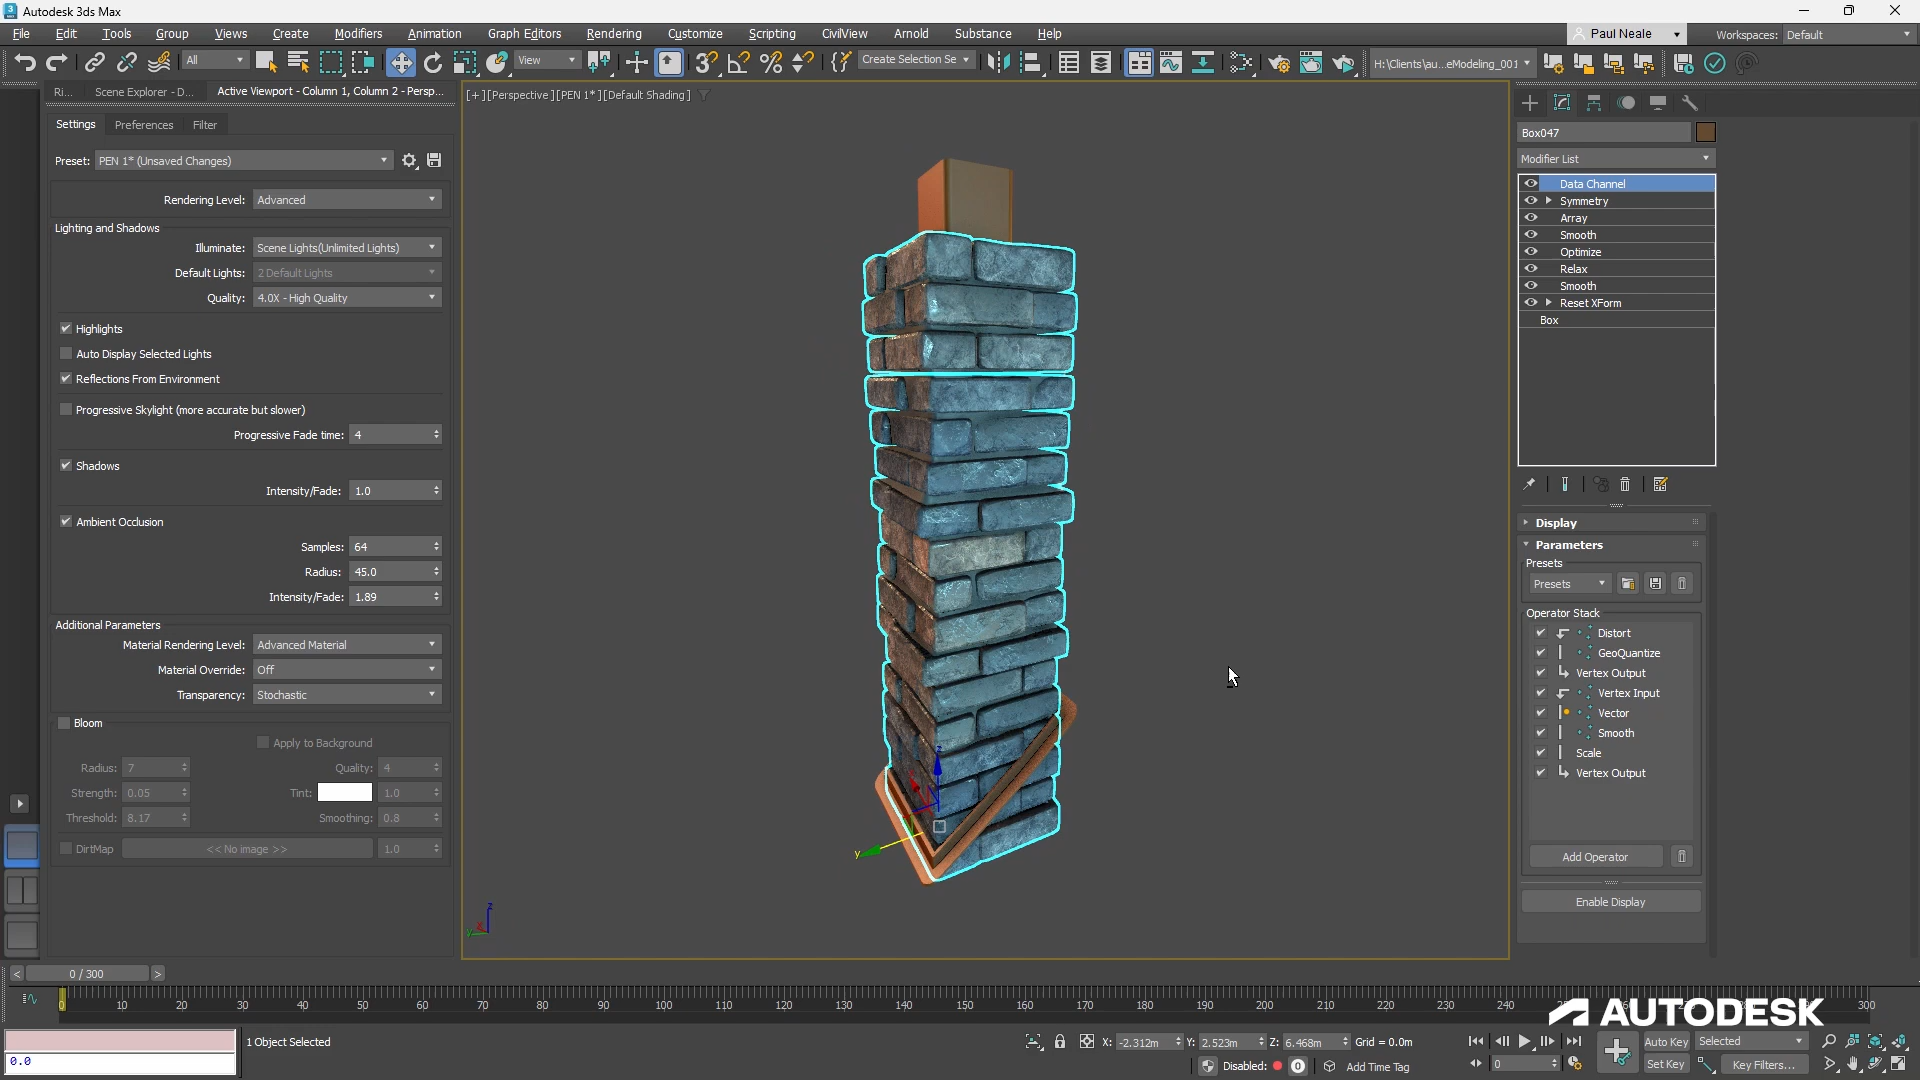 Autodesk 3ds Max
File Edit Tools Group Views Create Modifiers Animation Graph Editors Rendering Customize Scripting CivilView Arnold Substance Help
Paul Neale Workspaces: Default
All View Create Selection Se H:\Clients\au...eModeling_001
Ri... Scene Explorer - D... Active Viewport - Column 1, Column 2 - Persp...
[+][Perspective][PEN 1*][Default Shading]
Settings Preferences Filter
Preset: PEN 1* (Unsaved Changes)
Rendering Level: Advanced
Lighting and Shadows
Illuminate: Scene Lights(Unlimited Lights)
Default Lights: 2 Default Lights
Quality: 4.0X - High Quality
Highlights
Auto Display Selected Lights
Reflections From Environment
Progressive Skylight (more accurate but slower)
Progressive Fade time: 4
Shadows
Intensity/Fade: 1.0
Ambient Occlusion
Samples: 64
Radius: 45.0
Intensity/Fade: 1.89
Additional Parameters
Material Rendering Level: Advanced Material
Material Override: Off
Transparency: Stochastic
Bloom
Apply to Background
Radius: 7 Quality: 4
Strength: 0.05 Tint: 1.0
Threshold: 8.17 Smoothing: 0.8
DirtMap << No image >> 1.0
z
y
z
x
y
Box047
Modifier List
Data Channel
Symmetry
Array
Smooth
Optimize
Relax
Smooth
Reset XForm
Box
Display
Parameters
Presets
Presets
Operator Stack
Distort
GeoQuantize
Vertex Output
Vertex Input
Vector
Smooth
Scale
Vertex Output
Add Operator
Enable Display
< 0 / 300 >
0 10 20 30 40 50 60 70 80 90 100 110 120 130 140 150 160 170 180 190 200 210 220 230 240 300
AUTODESK
0.0
1 Object Selected
X: -2.312m Y: 2.523m Z: 6.468m Grid = 0.0m
Disabled: 0 Add Time Tag
0
Auto Key Selected
Set Key Key Filters...